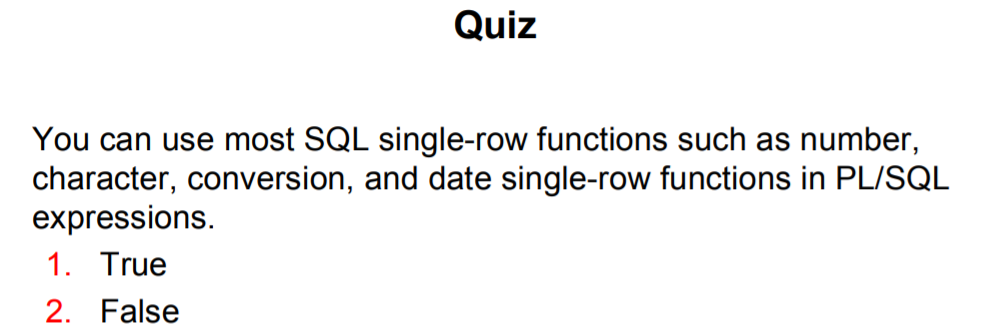 Quiz
You can use most SQL single-row functions such as number,
character, conversion, and date single-row functions in PL/SQL
expressions.
1. True
2. False